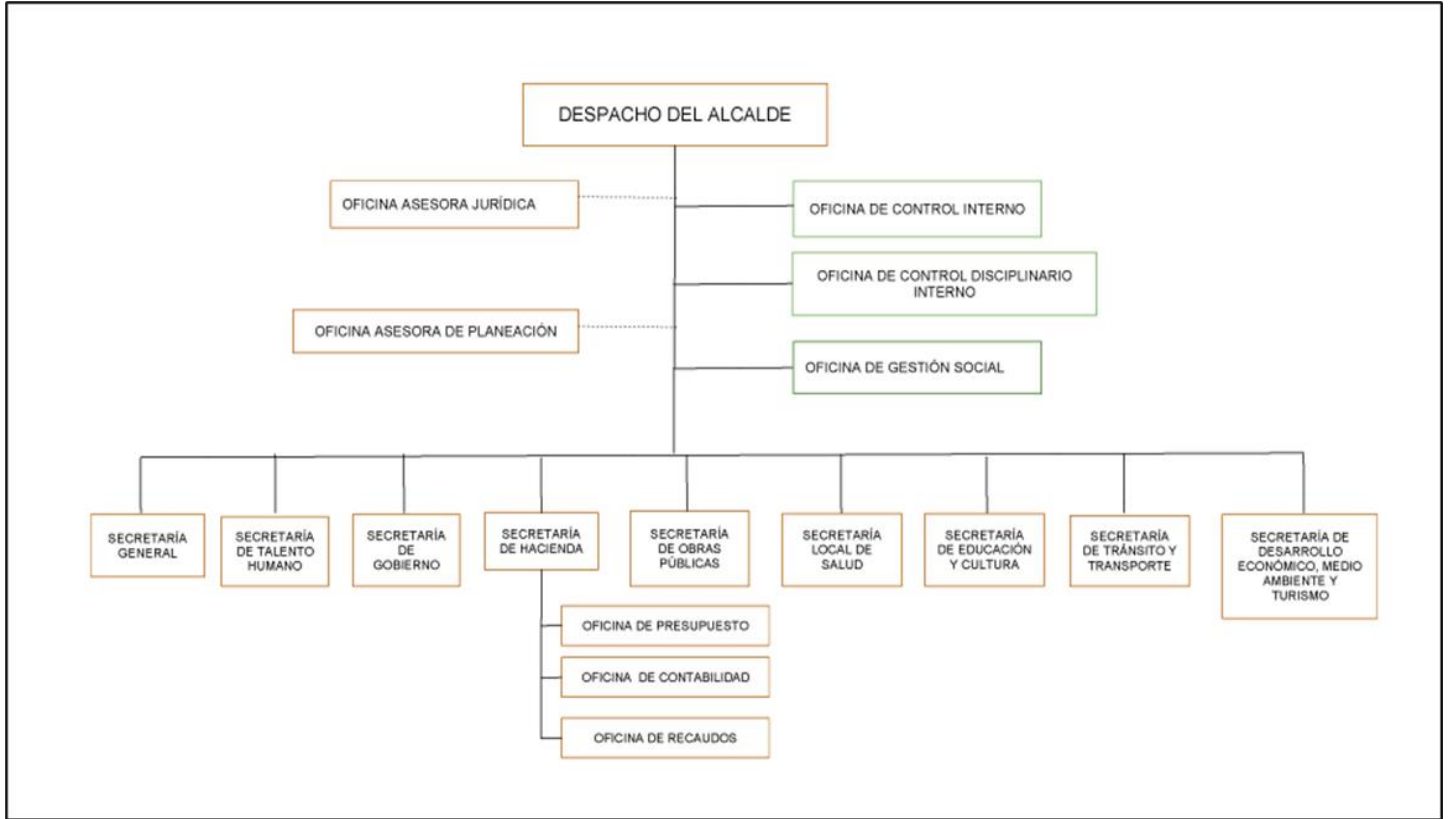 DESPACHO DEL ALCALDE
OFICINA ASESORA JURÍDICA
OFICINA DE CONTROL INTERNO
OFICINA DE CONTROL DISCIPLINARIO
INTERNO
OFICINA ASESORA DE PLANEACIÓN
OFICINA DE GESTIÓN SOCIAL
SECRETARÍA
GENERAL
SECRETARÍA
DE TALENTO
HUMANO
SECRETARÍA
DE
GOBIERNO
SECRETARÍA
DE HACIENDA
SECRETARÍA
DE OBRAS
PÚBLICAS
SECRETARÍA
LOCAL DE
SALUD
SECRETARÍA
DE EDUCACIÓN
Y CULTURA
SECRETARÍA
DE TRÁNSITO Y
TRANSPORTE
SECRETARÍA DE
DESARROLLO
ECONÓMICO, MEDIO
AMBIENTE Y
TURISMO
OFICINA DE PRESUPUESTO
OFICINA DE CONTABILIDAD
OFICINA DE RECAUDOS